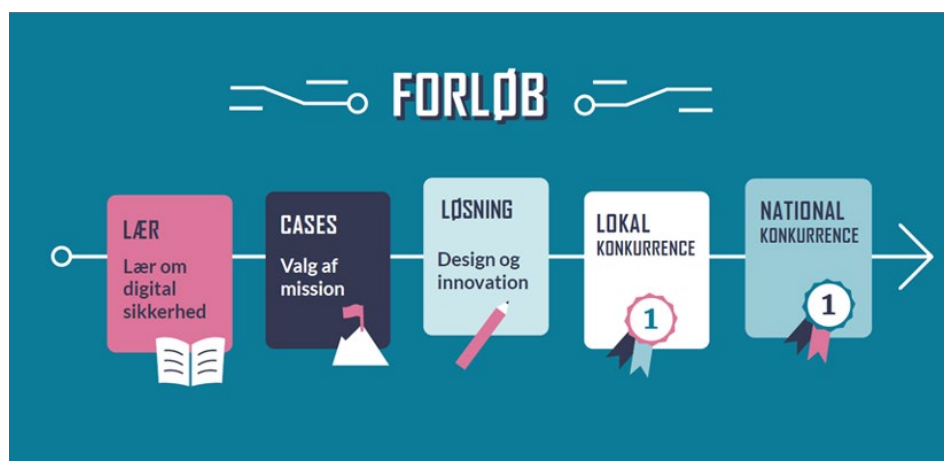 FORLØB
LÆR
Lær om
digital
sikkerhed
CASES
Valg af
mission
LØSNING
Design og
innovation
LOKAL
KONKURRENCE
1
NATIONAL
KONKURRENCE
1